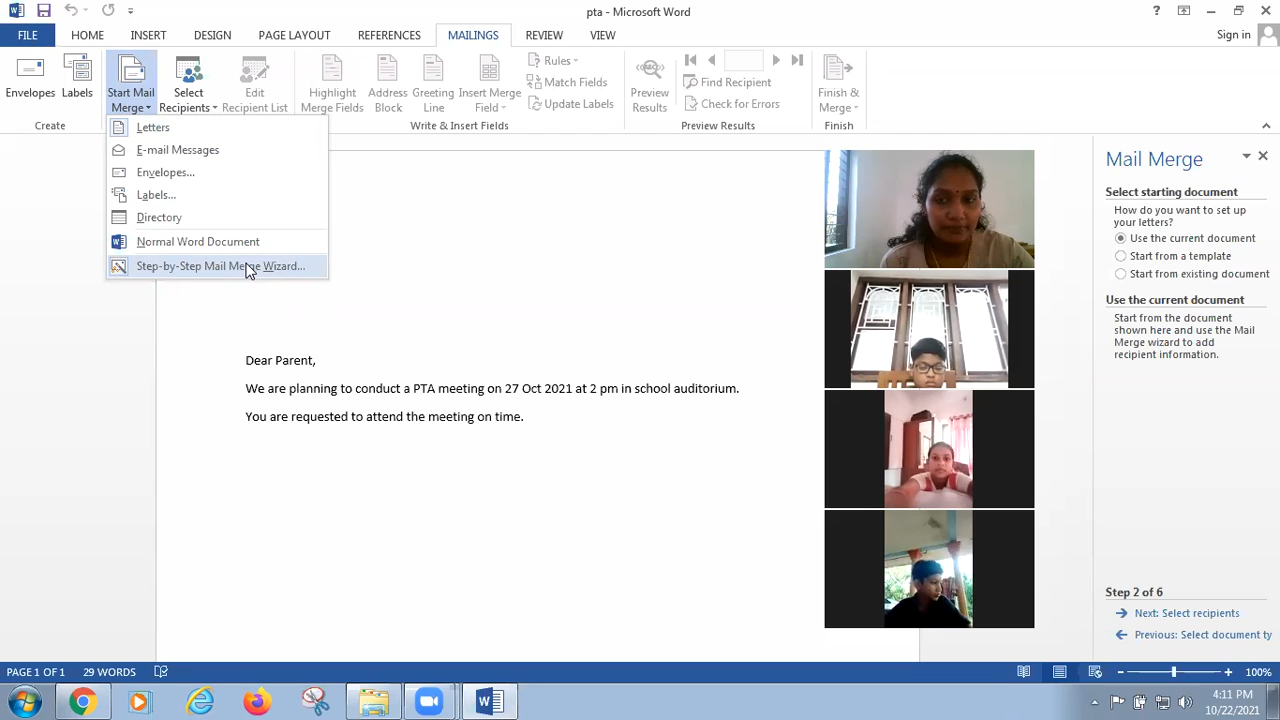 pta - Microsoft Word
?
FILE
HOME
INSERT
DESIGN
PAGE LAYOUT
REFERENCES
MAILINGS
REVIEW
VIEW
Sign in
Envelopes
Labels
Create
Start Mail
Merge
Select
Recipients
Edit
Recipient List
Highlight
Merge Fields
Address
Block
Greeting
Line
Insert Merge
Field
Rules
Match Fields
Update Labels
Write & Insert Fields
Preview
Results
Find Recipient
Check for Errors
Preview Results
Finish &
Merge
Finish
Letters
E-mail Messages
Envelopes...
Labels...
Directory
Normal Word Document
Step-by-Step Mail Merge Wizard...
Dear Parent,
We are planning to conduct a PTA meeting on 27 Oct 2021 at 2 pm in school auditorium.
You are requested to attend the meeting on time.
Mail Merge
Select starting document
How do you want to set up
your letters?
Use the current document
Start from a template
Start from existing document
Use the current document
Start from the document
shown here and use the Mail
Merge wizard to add
recipient information.
Step 2 of 6
Next: Select recipients
Previous: Select document ty
PAGE 1 OF 1
29 WORDS
100%
4:11 PM
10/22/2021